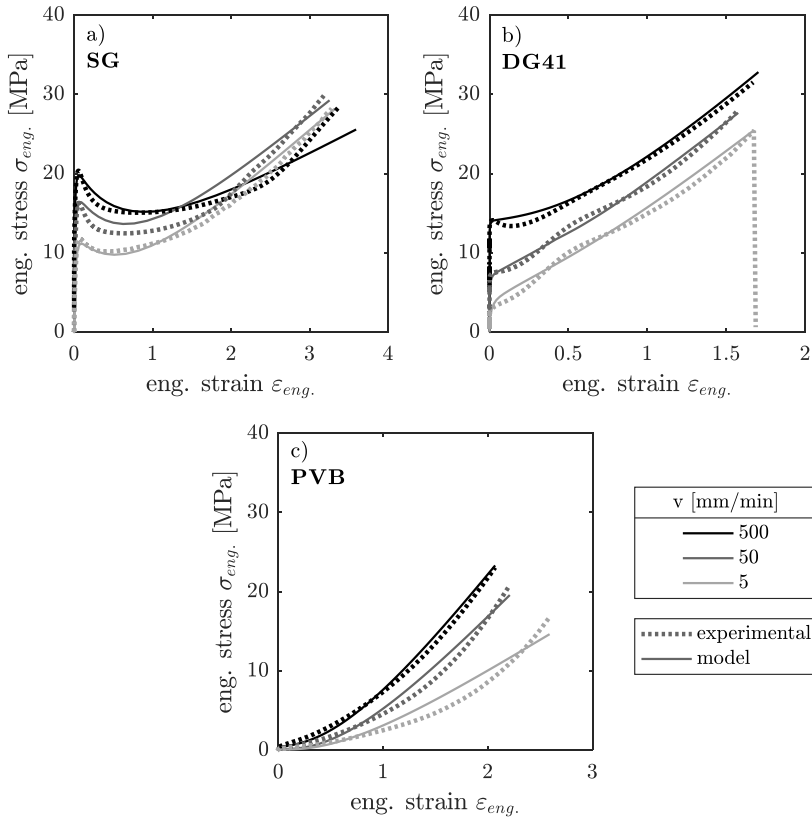 a)
SG
40
30
20
10
0
0 1 2 3 4
eng. stress σeng. [MPa]
eng. strain εeng.
b)
DG41
40
30
20
10
0
0 0.5 1 1.5 2
eng. stress σeng. [MPa]
eng. strain εeng.
c)
PVB
40
30
20
10
0
0 1 2 3
eng. stress σeng. [MPa]
eng. strain εeng.
v [mm/min]
500
50
5
experimental
model